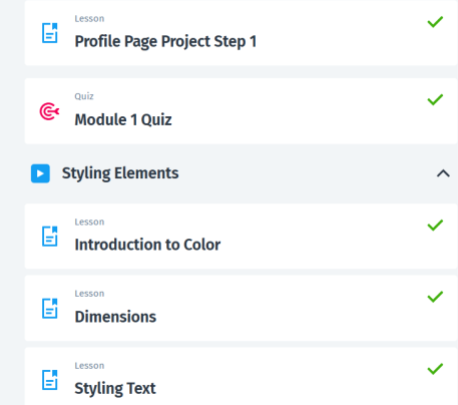 Lesson
Profile Page Project Step 1
Quiz
Module 1 Quiz
Styling Elements
Lesson
Introduction to Color
Lesson
Dimensions
Lesson
Styling Text